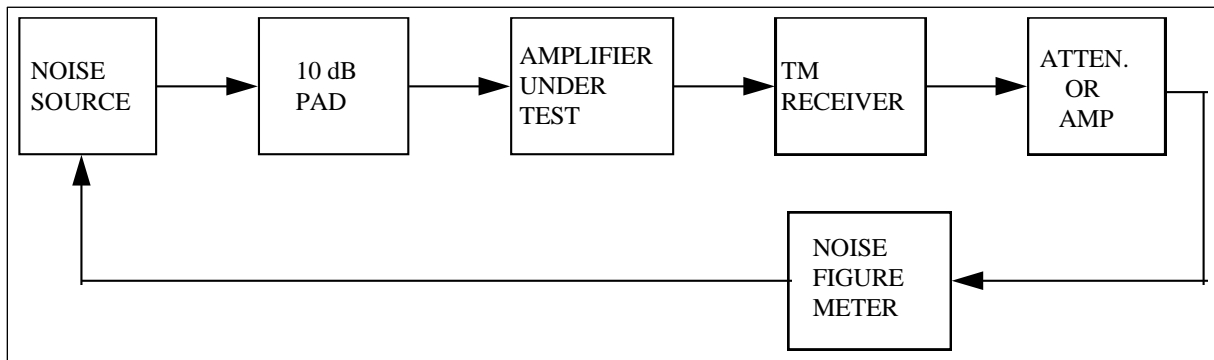 NOISE
SOURCE
10 dB
PAD
AMPLIFIER
UNDER
TEST
TM
RECEIVER
ATTEN.
OR
AMP
NOISE
FIGURE
METER